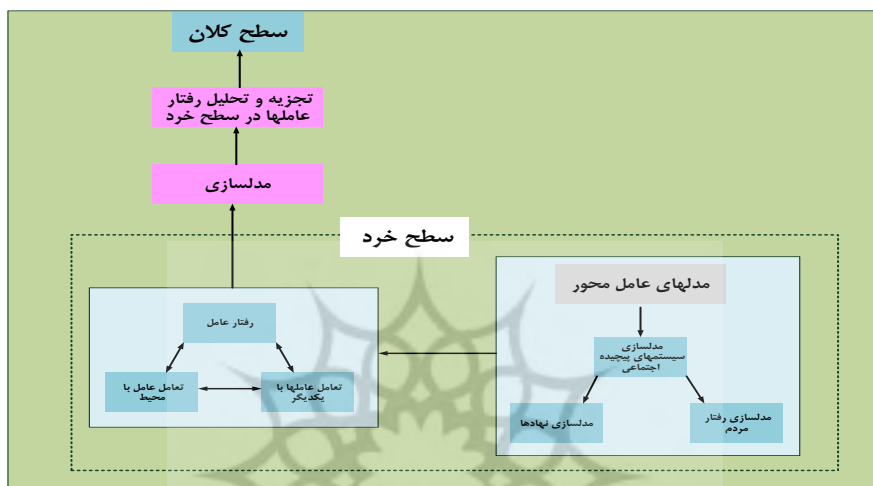 سطح کلان
تجزیه و تحلیل رفتار
عاملها در سطح خرد
مدلسازی
سطح خرد
مدلهای عامل محور
مدلسازی
سیستمهای پیچیده
اجتماعی
مدلسازی رفتار
مردم
مدلسازی نهادها
رفتار عامل
تعامل عاملها با
یکدیگر
تعامل عامل با
محیط